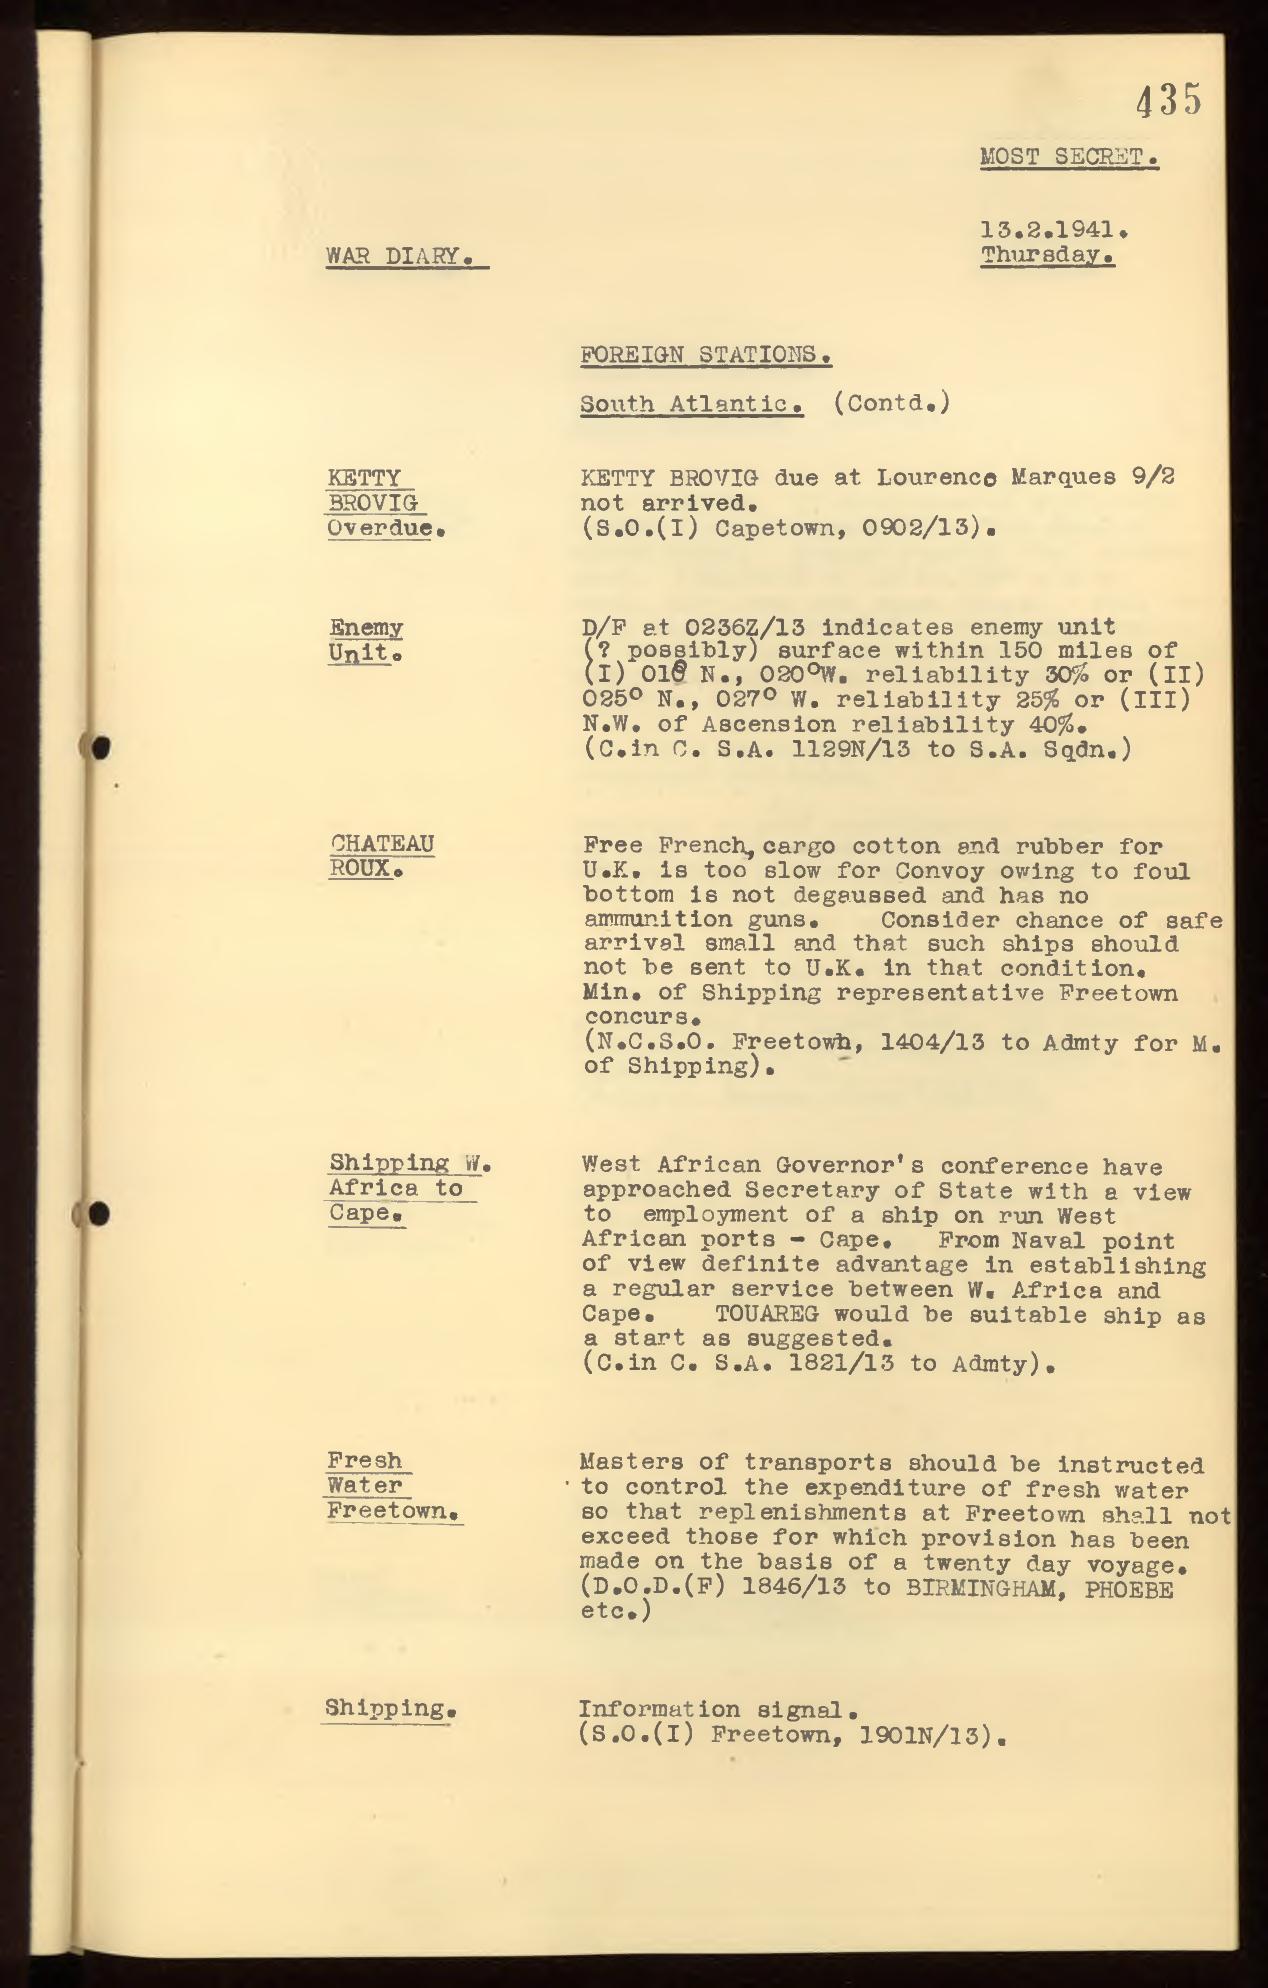 435
MOST SECRET.
13.2.1941.
WAR DIARY.
Thursday.
FOREIGN STATIONS.
South Atlantic. (Contd.)
KETTY
BROVIG
Overdue.
KETTY BROVIG due at Lourenco Marques 9/2
not arrived.
(S.O.(I) Capetown, 0902/13).
Enemy
Unit.
D/F at 0236Z/13 indicates enemy unit
(? possibly) surface within 150 miles of
(I) 01° N., 020°W. reliability 30% or (II)
025° N., 027° W. reliability 25% or (III)
N.W. of Ascension reliability 40%.
(C.in C. S.A. 1129N/13 to S.A. Sqdn.)
CHATEAU
ROUX.
Free French, cargo cotton and rubber for
U.K. is too slow for Convoy owing to foul
bottom is not degaussed and has no
ammunition guns. Consider chance of safe
arrival small and that such ships should
not be sent to U.K. in that condition.
Min. of Shipping representative Freetown
concurs.
(N.C.S.O. Freetown, 1404/13 to Admty for M.
of Shipping).
Shipping W.
Africa to
Cape.
West African Governor's conference have
approached Secretary of State with a view
to employment of a ship on run West
African ports - Cape. From Naval point
of view definite advantage in establishing
a regular service between W. Africa and
Cape. TOUAREG would be suitable ship as
a start as suggested.
(C.in C. S.A. 1821/13 to Admty).
Fresh
Water
Freetown.
Masters of transports should be instructed
to control the expenditure of fresh water
so that replenishments at Freetown shall not
exceed those for which provision has been
made on the basis of a twenty day voyage.
(D.O.D.(F) 1846/13 to BIRMINGHAM, PHOEBE
etc.)
Shipping.
Information signal.
(S.O.(I) Freetown, 1901N/13).